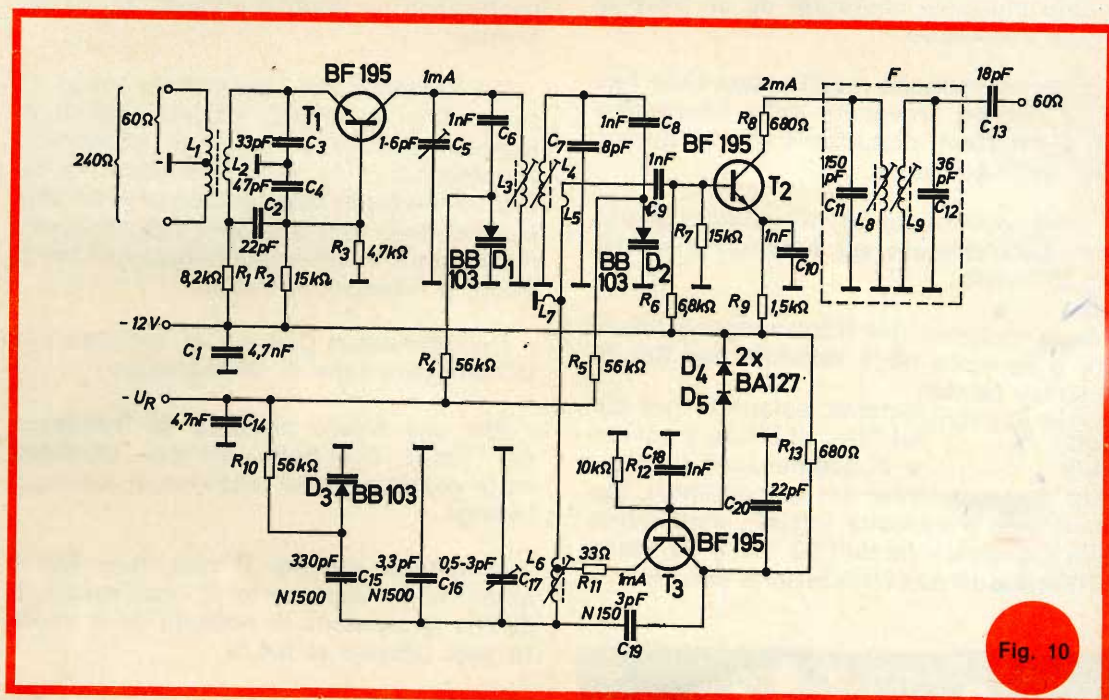 BF 195
1mA
2mA
F
18pF
60Ω
C13
60Ω
240Ω
T1
33pF
C3
1nF
C6
1nF
C8
R8
680Ω
BF 195
L1
L2
47pF
C4
1-6pF
C5
C7
8pF
L4
1nF
C9
T2
150
pF
C11
36
pF
C12
L3
L5
L8
L9
C2
22pF
R3
4,7kΩ
BB
103
D1
BB
103
D2
R7
15kΩ
1nF
C10
8,2kΩ
R1
R2
15kΩ
L7
R6
6,8kΩ
R9
1,5kΩ
-12V
C1
4,7nF
R4
56kΩ
R5
56kΩ
D4
D5
2x
BA127
-UR
4,7nF
C14
R10
56kΩ
D3
BB103
10kΩ
R12
C18
1nF
R13
680Ω
22pF
C20
330pF
C15
N1500
3,3pF
C16
N1500
0,5-3pF
C17
L6
33Ω
R11
1mA
BF195
T3
N150
3pF
C19
Fig. 10